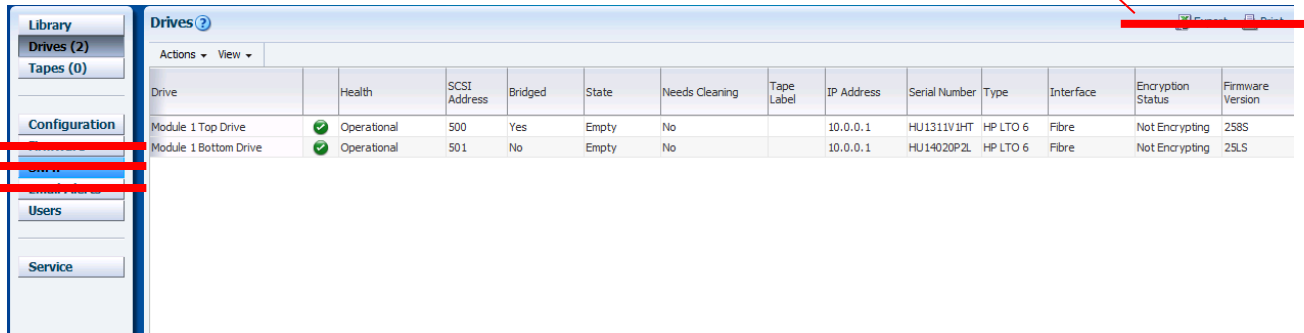 Library
Drives (2)
Tapes (0)
Configuration
Users
Service
Drives
Actions View
Drive Health SCSI Address Bridged State Needs Cleaning Tape Label IP Address Serial Number Type Interface Encryption Status Firmware Version
Module 1 Top Drive Operational 500 Yes Empty No 10.0.0.1 HU1311V1HT HP LTO 6 Fibre Not Encrypting 258S
Module 1 Bottom Drive Operational 501 No Empty No 10.0.0.1 HU14020P2L HP LTO 6 Fibre Not Encrypting 25LS